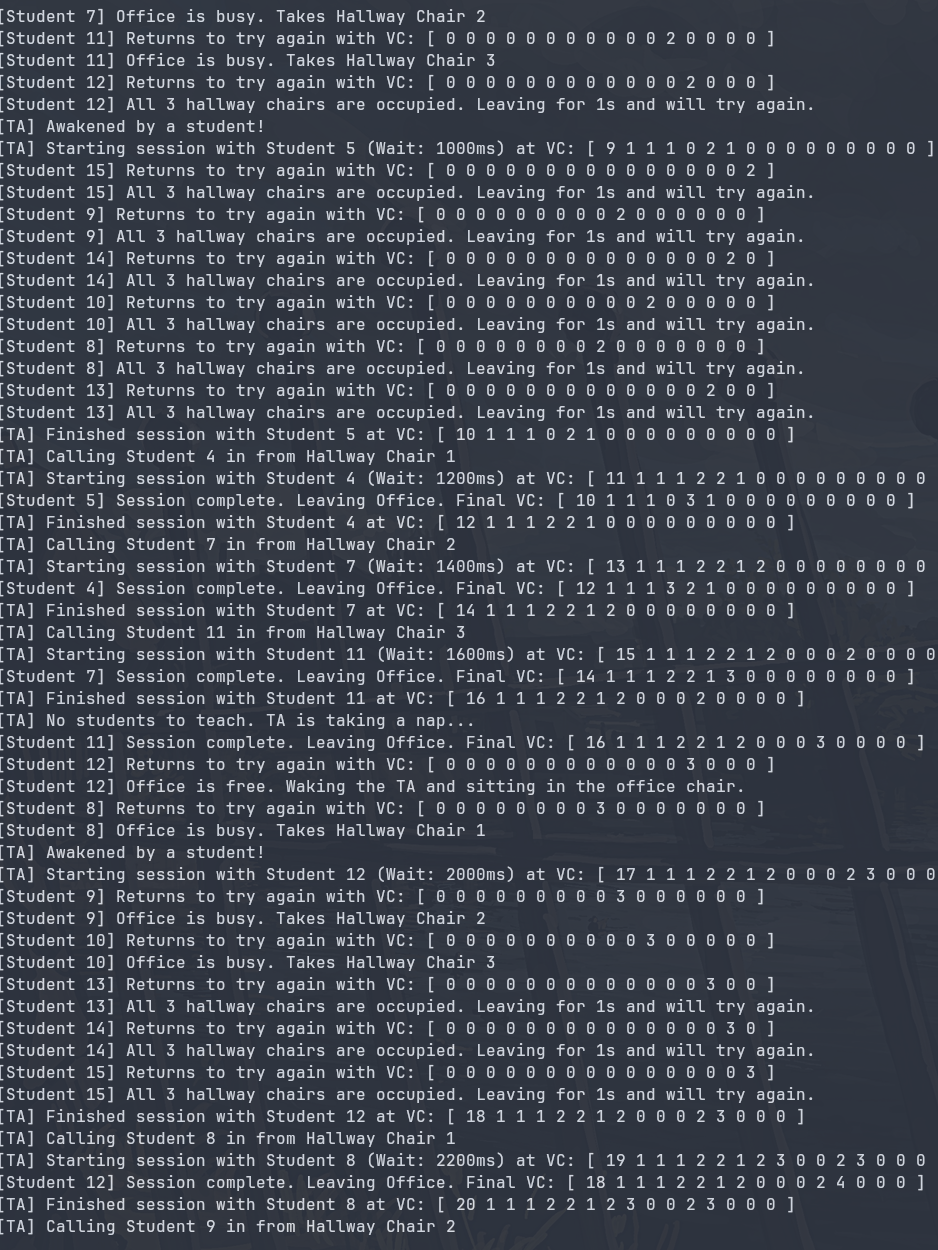 [Student 7] Office is busy. Takes Hallway Chair 2
[Student 11] Returns to try again with VC: [ 0 0 0 0 0 0 0 0 0 0 0 2 0 0 0 0 ]
[Student 11] Office is busy. Takes Hallway Chair 3
[Student 12] Returns to try again with VC: [ 0 0 0 0 0 0 0 0 0 0 0 0 2 0 0 0 ]
[Student 12] All 3 hallway chairs are occupied. Leaving for 1s and will try again.
[TA] Awakened by a student!
[TA] Starting session with Student 5 (Wait: 1000ms) at VC: [ 9 1 1 1 0 2 1 0 0 0 0 0 0 0 0 0 ]
[Student 15] Returns to try again with VC: [ 0 0 0 0 0 0 0 0 0 0 0 0 0 0 0 2 ]
[Student 15] All 3 hallway chairs are occupied. Leaving for 1s and will try again.
[Student 9] Returns to try again with VC: [ 0 0 0 0 0 0 0 0 0 2 0 0 0 0 0 0 ]
[Student 9] All 3 hallway chairs are occupied. Leaving for 1s and will try again.
[Student 14] Returns to try again with VC: [ 0 0 0 0 0 0 0 0 0 0 0 0 0 0 2 0 ]
[Student 14] All 3 hallway chairs are occupied. Leaving for 1s and will try again.
[Student 10] Returns to try again with VC: [ 0 0 0 0 0 0 0 0 0 0 2 0 0 0 0 0 ]
[Student 10] All 3 hallway chairs are occupied. Leaving for 1s and will try again.
[Student 8] Returns to try again with VC: [ 0 0 0 0 0 0 0 0 2 0 0 0 0 0 0 0 ]
[Student 8] All 3 hallway chairs are occupied. Leaving for 1s and will try again.
[Student 13] Returns to try again with VC: [ 0 0 0 0 0 0 0 0 0 0 0 0 0 2 0 0 ]
[Student 13] All 3 hallway chairs are occupied. Leaving for 1s and will try again.
[TA] Finished session with Student 5 at VC: [ 10 1 1 1 0 2 1 0 0 0 0 0 0 0 0 0 ]
[TA] Calling Student 4 in from Hallway Chair 1
[TA] Starting session with Student 4 (Wait: 1200ms) at VC: [ 11 1 1 1 2 2 1 0 0 0 0 0 0 0 0 0
[Student 5] Session complete. Leaving Office. Final VC: [ 10 1 1 1 0 3 1 0 0 0 0 0 0 0 0 0 ]
[TA] Finished session with Student 4 at VC: [ 12 1 1 1 2 2 1 0 0 0 0 0 0 0 0 0 ]
[TA] Calling Student 7 in from Hallway Chair 2
[TA] Starting session with Student 7 (Wait: 1400ms) at VC: [ 13 1 1 1 2 2 1 2 0 0 0 0 0 0 0 0
[Student 4] Session complete. Leaving Office. Final VC: [ 12 1 1 1 3 2 1 0 0 0 0 0 0 0 0 0 ]
[TA] Finished session with Student 7 at VC: [ 14 1 1 1 2 2 1 2 0 0 0 0 0 0 0 0 ]
[TA] Calling Student 11 in from Hallway Chair 3
[TA] Starting session with Student 11 (Wait: 1600ms) at VC: [ 15 1 1 1 2 2 1 2 0 0 0 2 0 0 0 0
[Student 7] Session complete. Leaving Office. Final VC: [ 14 1 1 1 2 2 1 3 0 0 0 0 0 0 0 0 ]
[TA] Finished session with Student 11 at VC: [ 16 1 1 1 2 2 1 2 0 0 0 2 0 0 0 0 ]
[TA] No students to teach. TA is taking a nap...
[Student 11] Session complete. Leaving Office. Final VC: [ 16 1 1 1 2 2 1 2 0 0 0 3 0 0 0 0 ]
[Student 12] Returns to try again with VC: [ 0 0 0 0 0 0 0 0 0 0 0 0 3 0 0 0 ]
[Student 12] Office is free. Waking the TA and sitting in the office chair.
[Student 8] Returns to try again with VC: [ 0 0 0 0 0 0 0 0 3 0 0 0 0 0 0 0 ]
[Student 8] Office is busy. Takes Hallway Chair 1
[TA] Awakened by a student!
[TA] Starting session with Student 12 (Wait: 2000ms) at VC: [ 17 1 1 1 2 2 1 2 0 0 0 2 3 0 0 0
[Student 9] Returns to try again with VC: [ 0 0 0 0 0 0 0 0 0 3 0 0 0 0 0 0 ]
[Student 9] Office is busy. Takes Hallway Chair 2
[Student 10] Returns to try again with VC: [ 0 0 0 0 0 0 0 0 0 0 3 0 0 0 0 0 ]
[Student 10] Office is busy. Takes Hallway Chair 3
[Student 13] Returns to try again with VC: [ 0 0 0 0 0 0 0 0 0 0 0 0 0 3 0 0 ]
[Student 13] All 3 hallway chairs are occupied. Leaving for 1s and will try again.
[Student 14] Returns to try again with VC: [ 0 0 0 0 0 0 0 0 0 0 0 0 0 0 3 0 ]
[Student 14] All 3 hallway chairs are occupied. Leaving for 1s and will try again.
[Student 15] Returns to try again with VC: [ 0 0 0 0 0 0 0 0 0 0 0 0 0 0 0 3 ]
[Student 15] All 3 hallway chairs are occupied. Leaving for 1s and will try again.
[TA] Finished session with Student 12 at VC: [ 18 1 1 1 2 2 1 2 0 0 0 2 3 0 0 0 ]
[TA] Calling Student 8 in from Hallway Chair 1
[TA] Starting session with Student 8 (Wait: 2200ms) at VC: [ 19 1 1 1 2 2 1 2 3 0 0 2 3 0 0 0
[Student 12] Session complete. Leaving Office. Final VC: [ 18 1 1 1 2 2 1 2 0 0 0 2 4 0 0 0 ]
[TA] Finished session with Student 8 at VC: [ 20 1 1 1 2 2 1 2 3 0 0 2 3 0 0 0 ]
[TA] Calling Student 9 in from Hallway Chair 2